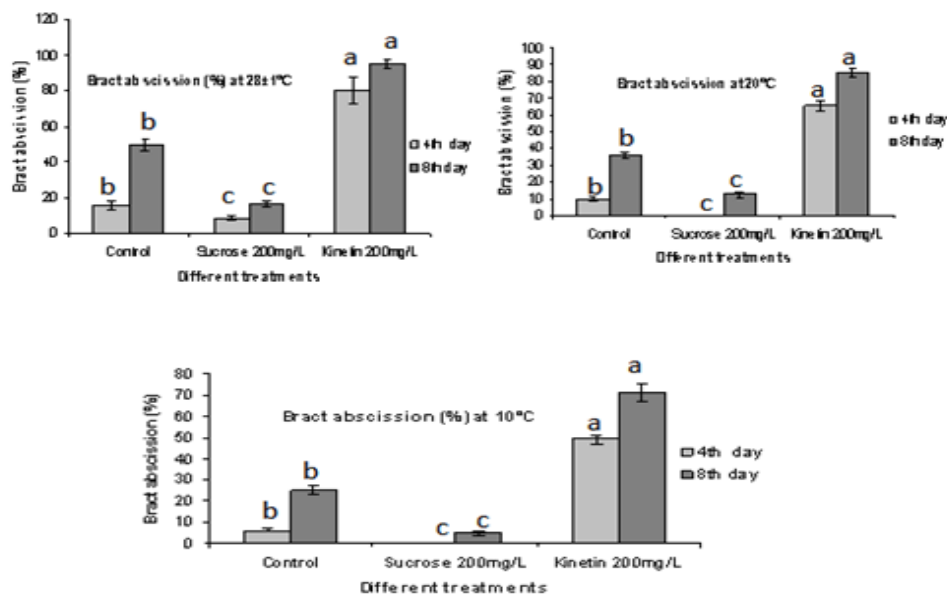 120
100
80
60
40
20
0
Bract abscission (%)
Bract abscission (%) at 28±1°C
b
b
c
c
a
a
Control
Sucrose 200mg/L
Kinetin 200mg/L
Different treatments
4th day
8th day
100
90
80
70
60
50
40
30
20
10
0
Bract abscission (%)
Bract abscission at 20°C
b
b
c
c
a
a
Control
Sucrose 200mg/L
Kinetin 200mg/L
Different treatments
4th day
8th day
80
70
60
50
40
30
20
10
0
Bract abscission (%)
Bract abscission (%) at 10°C
b
b
c
c
a
a
Control
Sucrose 200mg/L
Kinetin 200mg/L
Different treatments
4th day
8th day